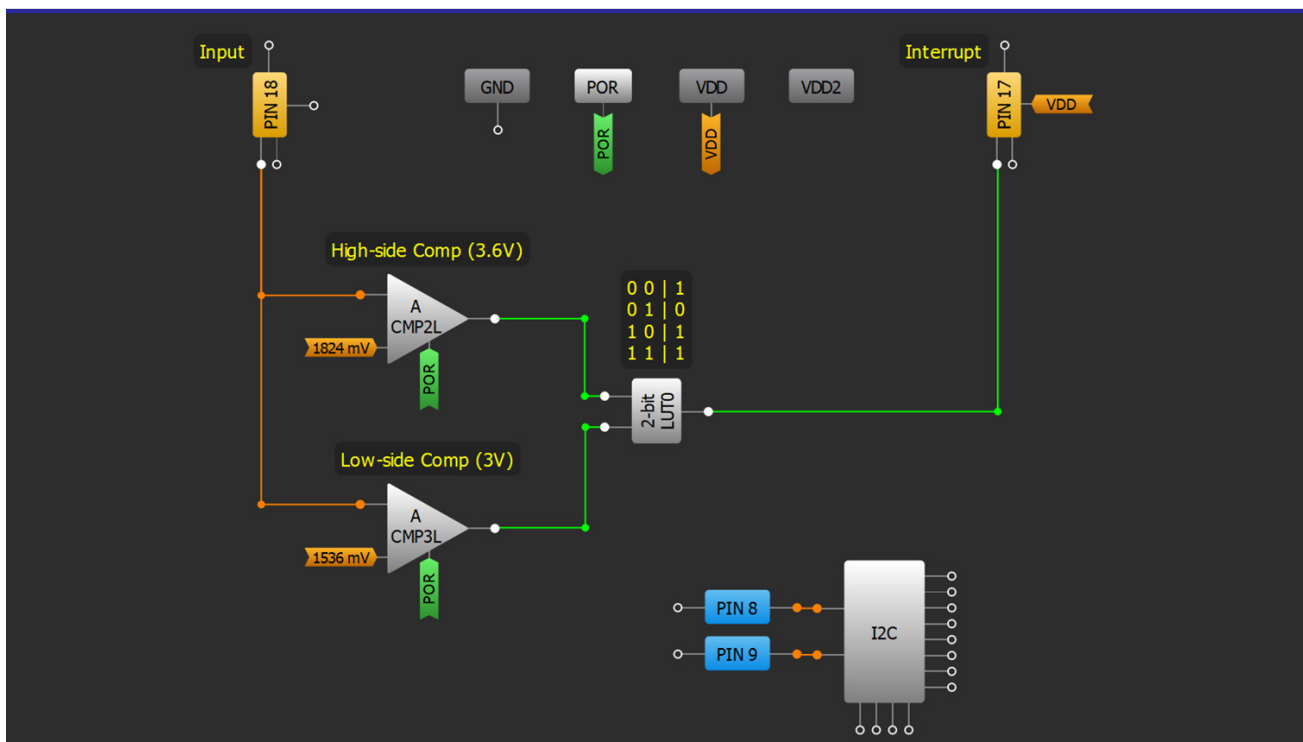 Input
PIN 18
GND
POR
POR
VDD
VDD
VDD2
Interrupt
PIN 17
VDD
High-side Comp (3.6V)
A
CMP2L
1824 mV
POR
0 0 | 1
0 1 | 0
1 0 | 1
1 1 | 1
2-bit
LUT0
Low-side Comp (3V)
A
CMP3L
1536 mV
POR
PIN 8
PIN 9
I2C